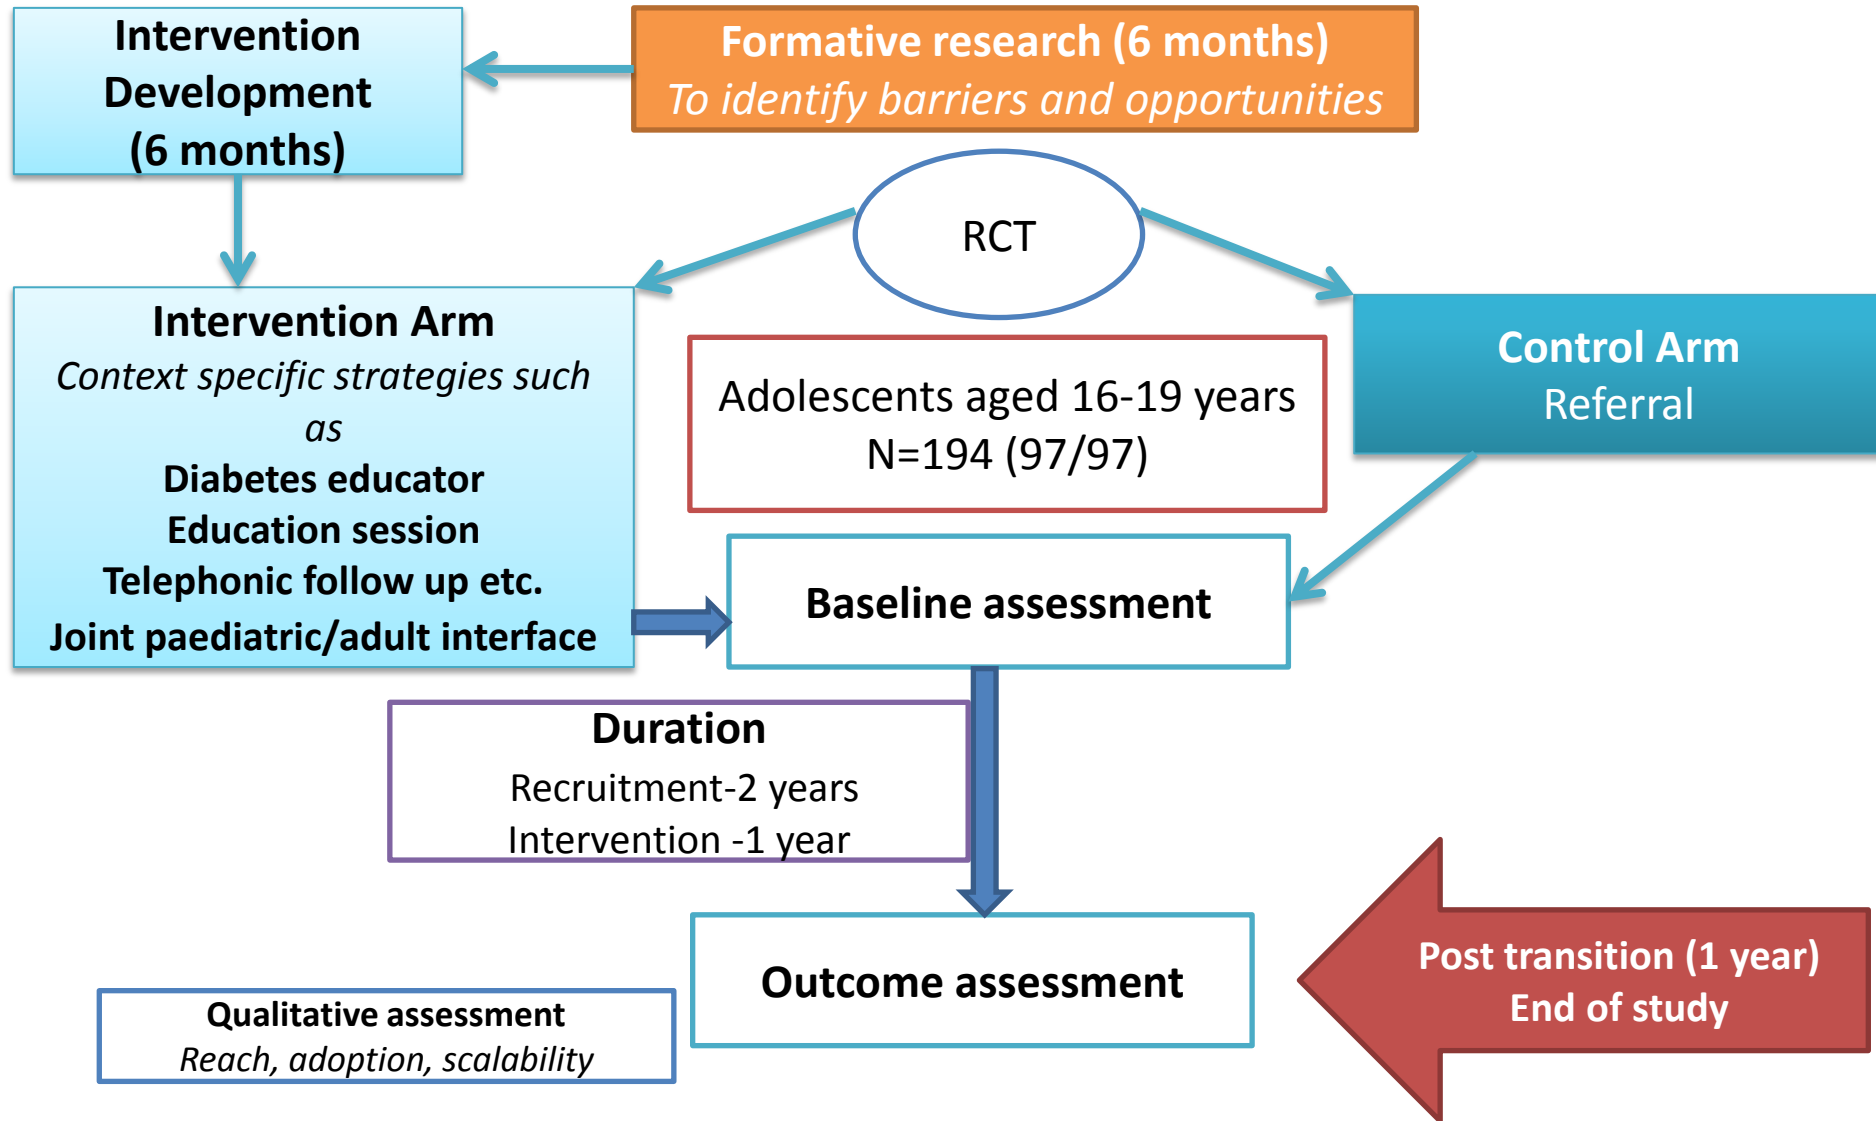 Intervention
Development
(6 months)
Formative research (6 months)
To identify barriers and opportunities
RCT
Intervention Arm
Context specific strategies such
as
Diabetes educator
Education session
Telephonic follow up etc.
Joint paediatric/adult interface
Adolescents aged 16-19 years
N=194 (97/97)
Control Arm
Referral
Baseline assessment
Duration
Recruitment-2 years
Intervention -1 year
Outcome assessment
Post transition (1 year)
End of study
Qualitative assessment
Reach, adoption, scalability